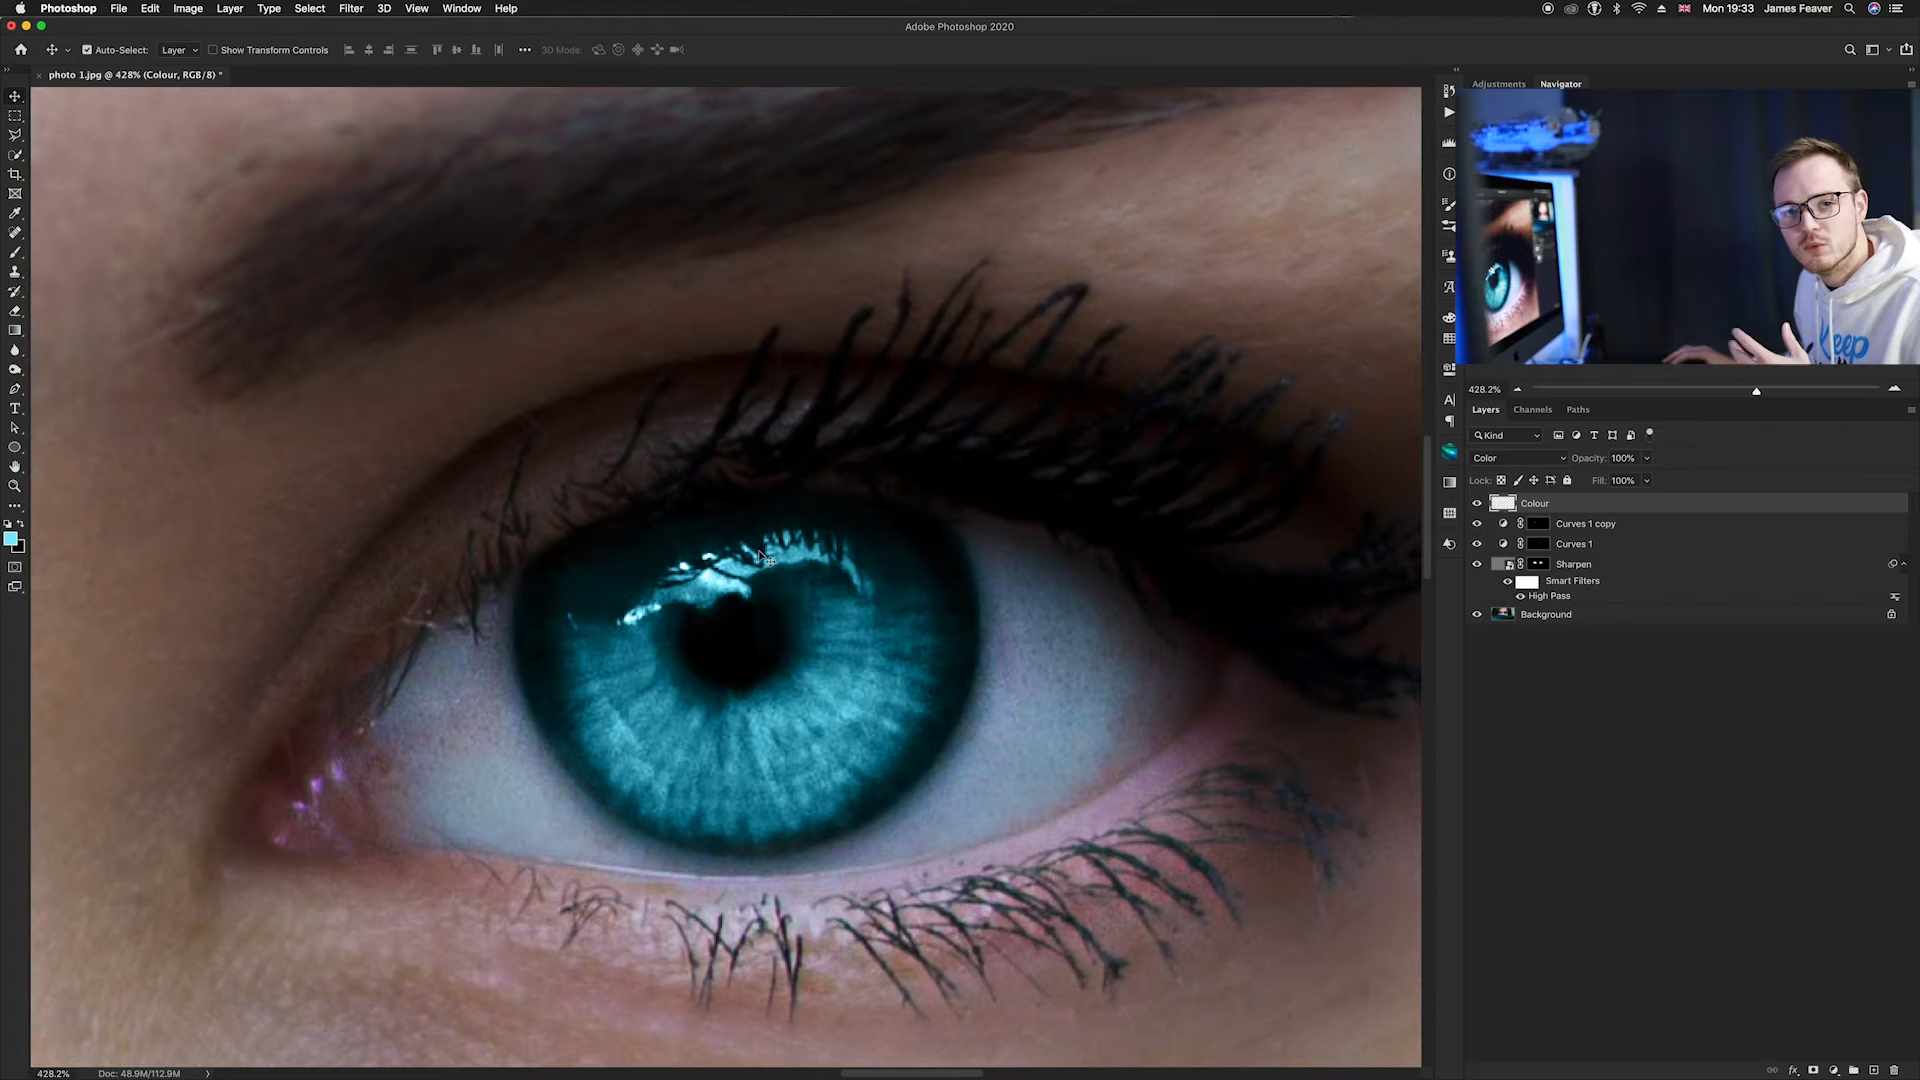 Photoshop File Edit Image Layer Type Select Filter 3D View Window Help Mon 19:33 James Feaver
Adobe Photoshop 2020
Auto-Select: Layer Show Transform Controls 3D Mode:
photo 1.jpg @ 428% (Colour, RGB/8) *
Adjustments Navigator
Keep
428.2%
Layers Channels Paths
Kind
Color Opacity: 100%
Lock: Fill: 100%
Colour
Curves 1 copy
Curves 1
Sharpen
Smart Filters
High Pass
Background
428.2% Doc: 48.9M/112.9M